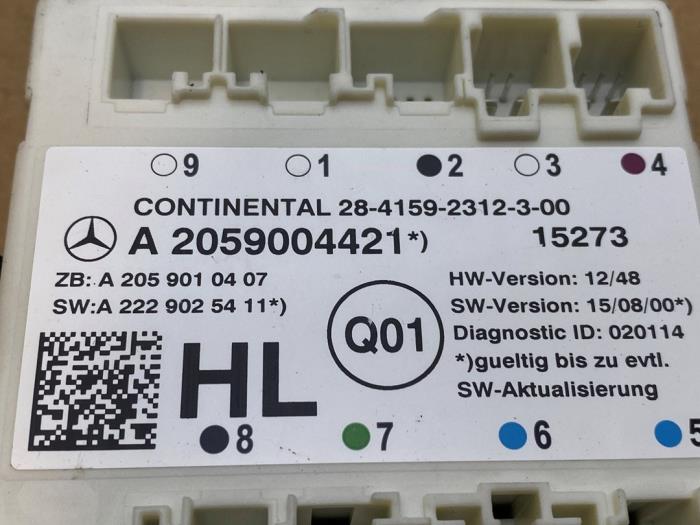 9 1 2 3 4
CONTINENTAL 28-4159-2312-3-00
A 2059004421*) 15273
ZB: A 205 901 04 07
SW:A 222 902 54 11*)
HW-Version: 12/48
SW-Version: 15/08/00*)
Diagnostic ID: 020114
*)gueltig bis zu evtl.
SW-Aktualisierung
Q01
HL
8 7 6 5